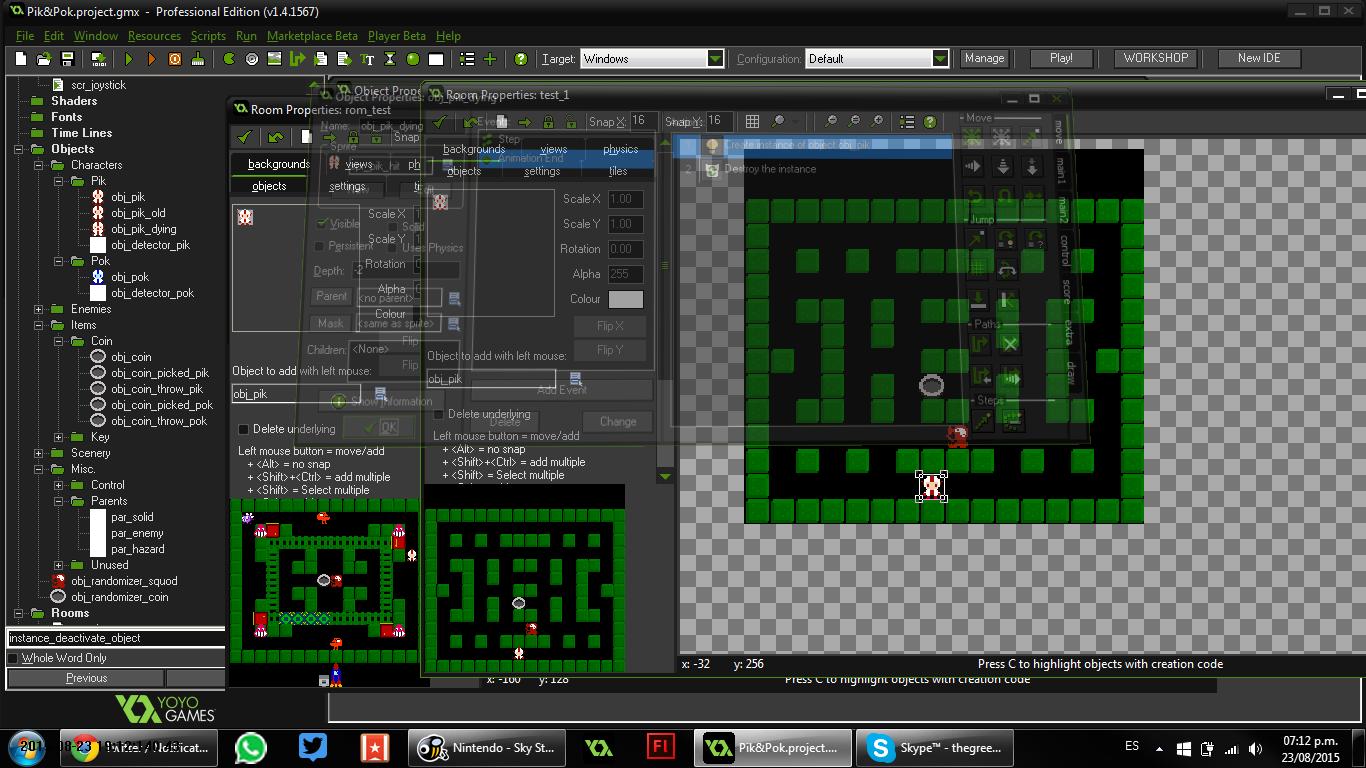 Pik&Pok.project.gmx - Professional Edition (v1.4.1567)
File Edit Window Resources Scripts Run Marketplace Beta Player Beta Help
Target: Windows Configuration: Default Manage Play! WORKSHOP New IDE
scr_joystick
Shaders
Fonts
Time Lines
Objects
Characters
Pik
obj_pik
obj_pik_old
obj_pik_dying
obj_detector_pik
Pok
obj_pok
obj_detector_pok
Enemies
Items
Coin
obj_coin
obj_coin_picked_pik
obj_coin_throw_pik
obj_coin_picked_pok
obj_coin_throw_pok
Key
Scenery
Misc.
Control
Parents
par_solid
par_enemy
par_hazard
Unused
obj_randomizer_squod
obj_randomizer_coin
Rooms
instance_deactivate_object
Whole Word Only
Previous
YOYO
GAMES™
Room Properties: rom_test
Snap
backgrounds views ph
objects settings
Scale X
Scale Y
Rotation
Alpha
Colour
Flip
Flip
Object to add with left mouse:
obj_pik
Delete underlying
Left mouse button = move/add
+ <Alt> = no snap
+ <Shift>+<Ctrl> = add multiple
+ <Shift> = Select multiple
Object Properties: obj_pik_dying
Name: obj_pik_dying
Sprite
Visible Solid
Persistent Uses Physics
Depth: -2
Parent <no parent>
Mask <same as sprite>
Children: <None>
Show Information
OK
Step
Animation End
Add Event
Delete Change
Create instance of object obj_pik
2 Destroy the instance
Move
Jump
Paths
Steps
move
main1
main2
control
score
extra
draw
Room Properties: test_1
Snap X: 16 Snap Y: 16
backgrounds views physics
objects settings tiles
Scale X 1.00
Scale Y 1.00
Rotation 0.00
Alpha 255
Colour
Flip X
Flip Y
Object to add with left mouse:
obj_pik
Delete underlying
Left mouse button = move/add
+ <Alt> = no snap
+ <Shift>+<Ctrl> = add multiple
+ <Shift> = Select multiple
x: -32 y: 256 Press C to highlight objects with creation code
x: -160 y: 128 Press C to highlight objects with creation code
Nintendo - Sky St...
Pik&Pok.project....
Skype™ - thegree...
ES
07:12 p.m.
23/08/2015